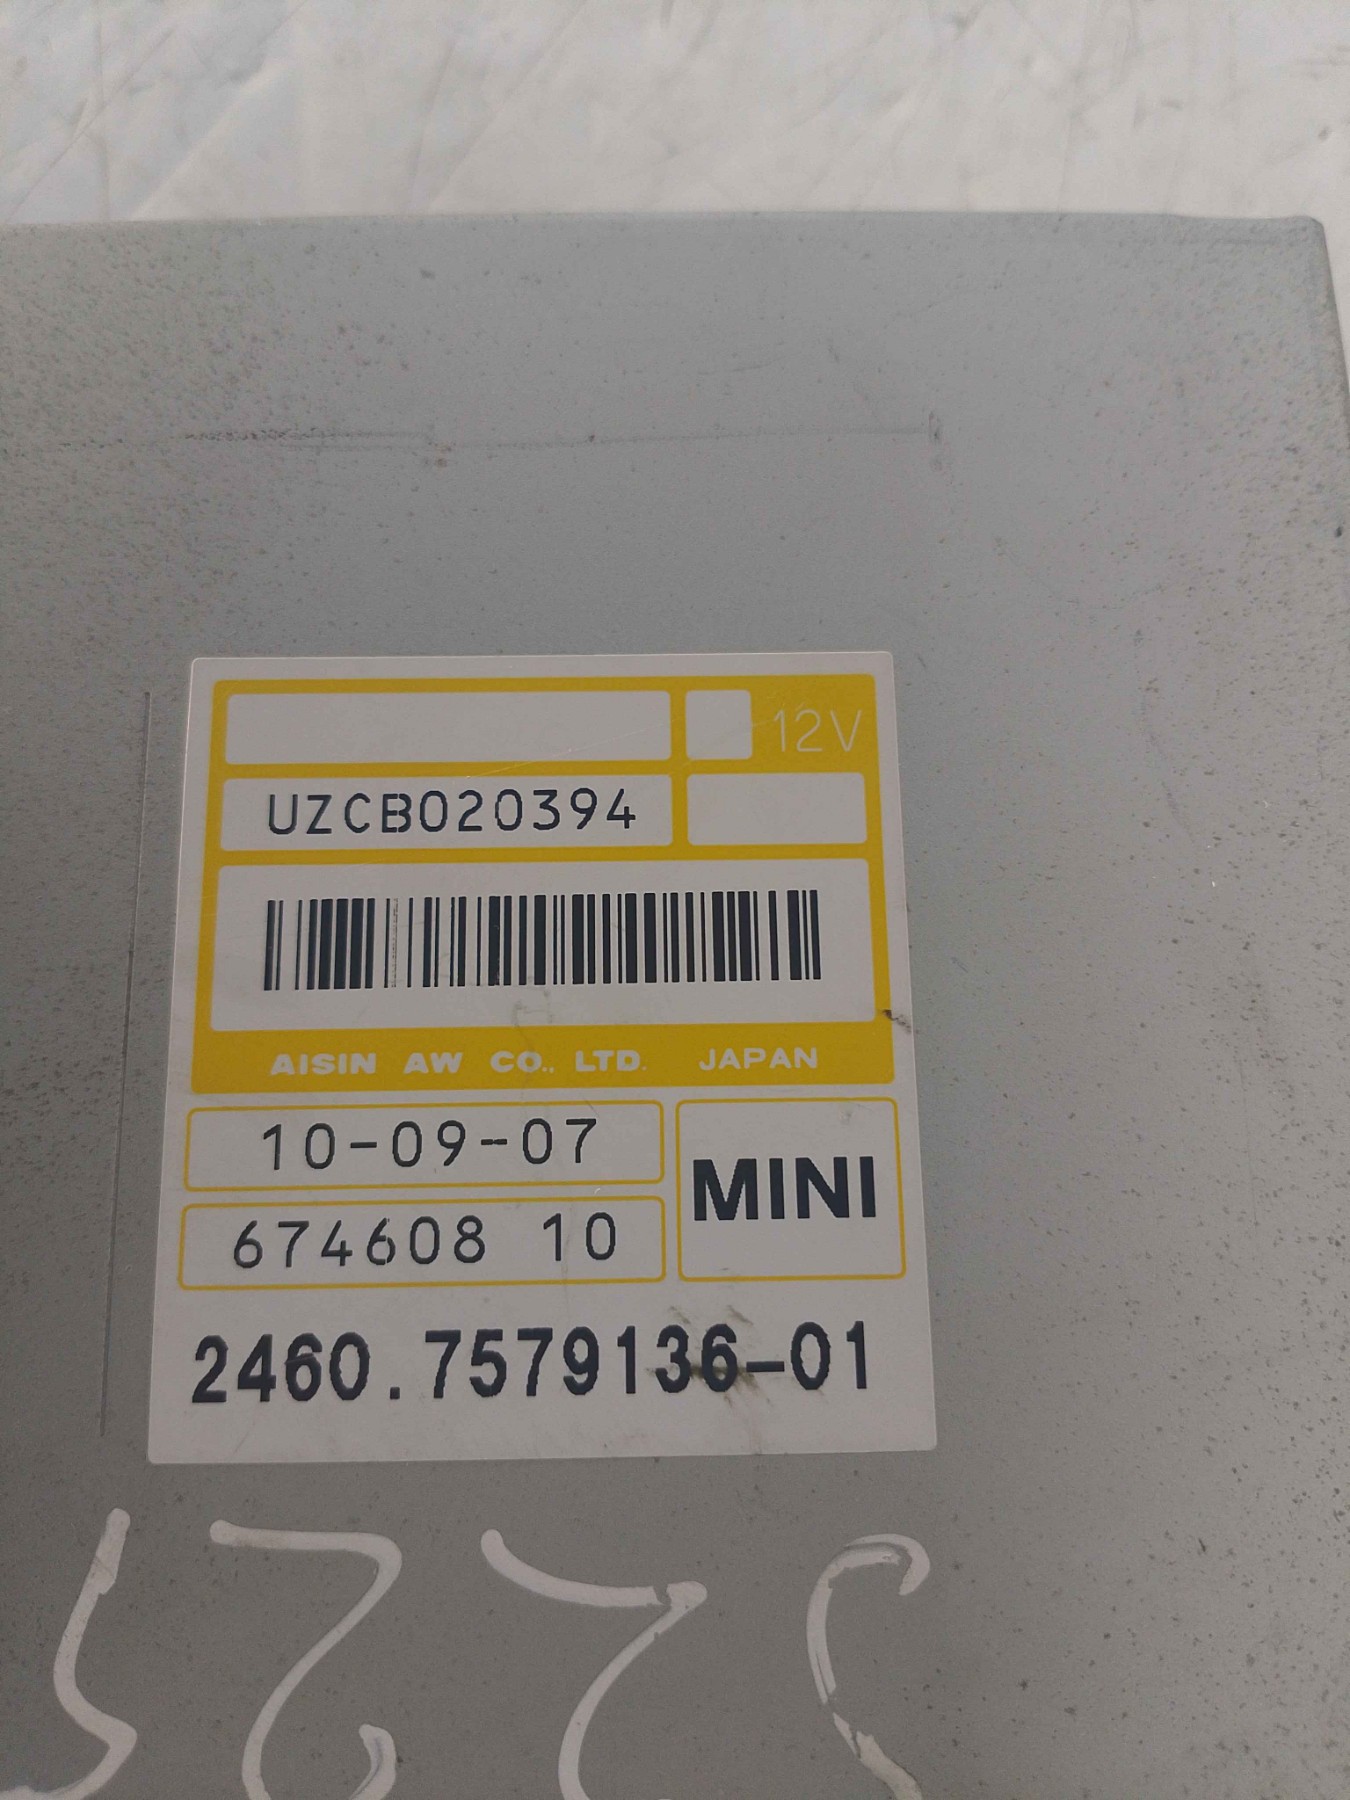 12V
UZCB020394
AISIN AW CO., LTD. JAPAN
10-09-07
MINI
674608 10
2460.7579136-01